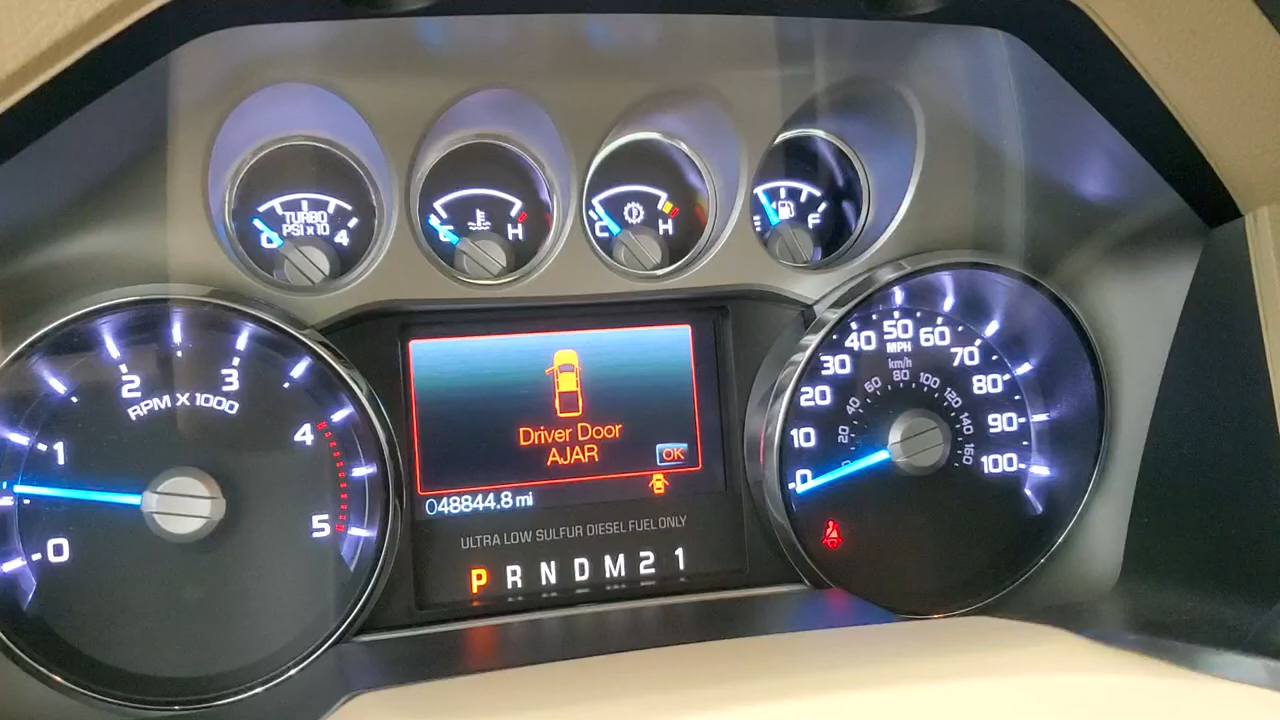 TURBO
PSI x 10
0 4
C H
C H
E F
0 1 2 3 4 5
RPM X 1000
Driver Door
AJAR
OK
048844.8 mi
ULTRA LOW SULFUR DIESEL FUEL ONLY
P R N D M 2 1
0 10 20 30 40 50 60 70 80 90 100
MPH
km/h
20 40 60 80 100 120 140